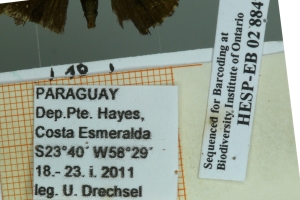 PARAGUAY
Dep.Pte. Hayes,
Costa Esmeralda
S23°40' W58°29'
18.- 23. i. 2011
leg. U. Drechsel
Sequenced for Barcoding at
Biodiversity, Institute of Ontario
HESP-EB 02 884